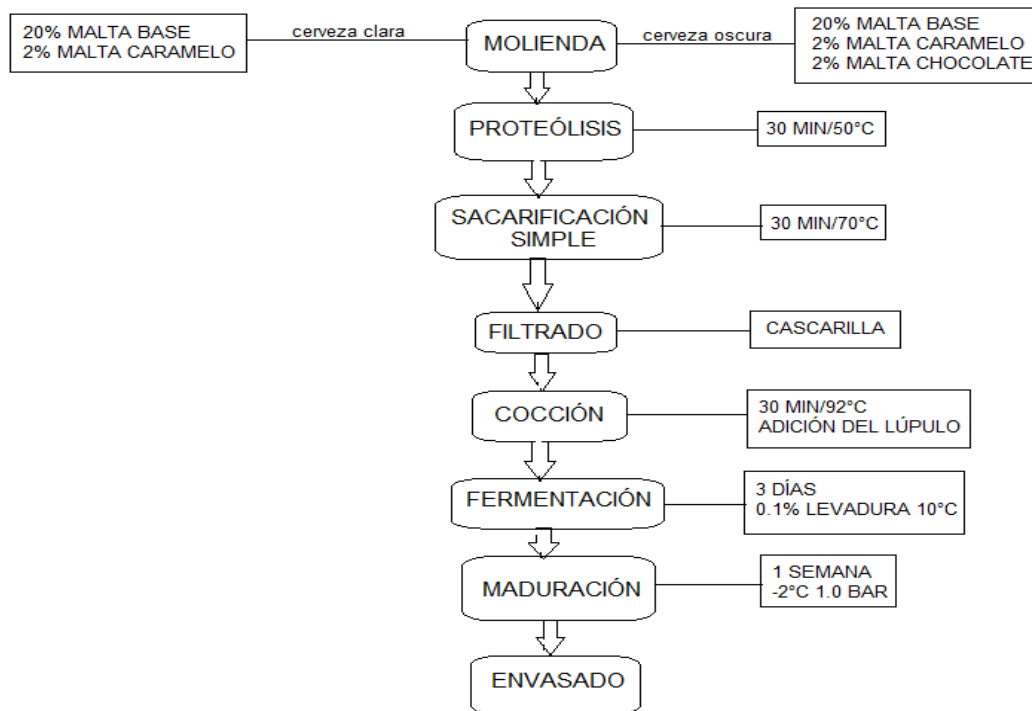 20% MALTA BASE
2% MALTA CARAMELO
cerveza clara
MOLIENDA
cerveza oscura
20% MALTA BASE
2% MALTA CARAMELO
2% MALTA CHOCOLATE
PROTEÓLISIS
30 MIN/50°C
SACARIFICACIÓN
SIMPLE
30 MIN/70°C
FILTRADO
CASCARILLA
COCCIÓN
30 MIN/92°C
ADICIÓN DEL LÚPULO
FERMENTACIÓN
3 DÍAS
0.1% LEVADURA 10°C
MADURACIÓN
1 SEMANA
-2°C 1.0 BAR
ENVASADO